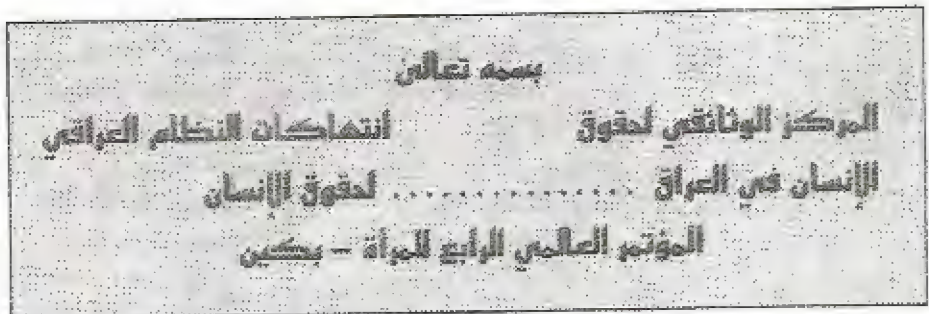 بسمه تعالى
المركز الوثائقي لحقوق انتهاكات النظام العراقي
الإنسان في العراق ................ لحقوق الإنسان
المؤتمر العالمي الرابع للمرأة – بكين